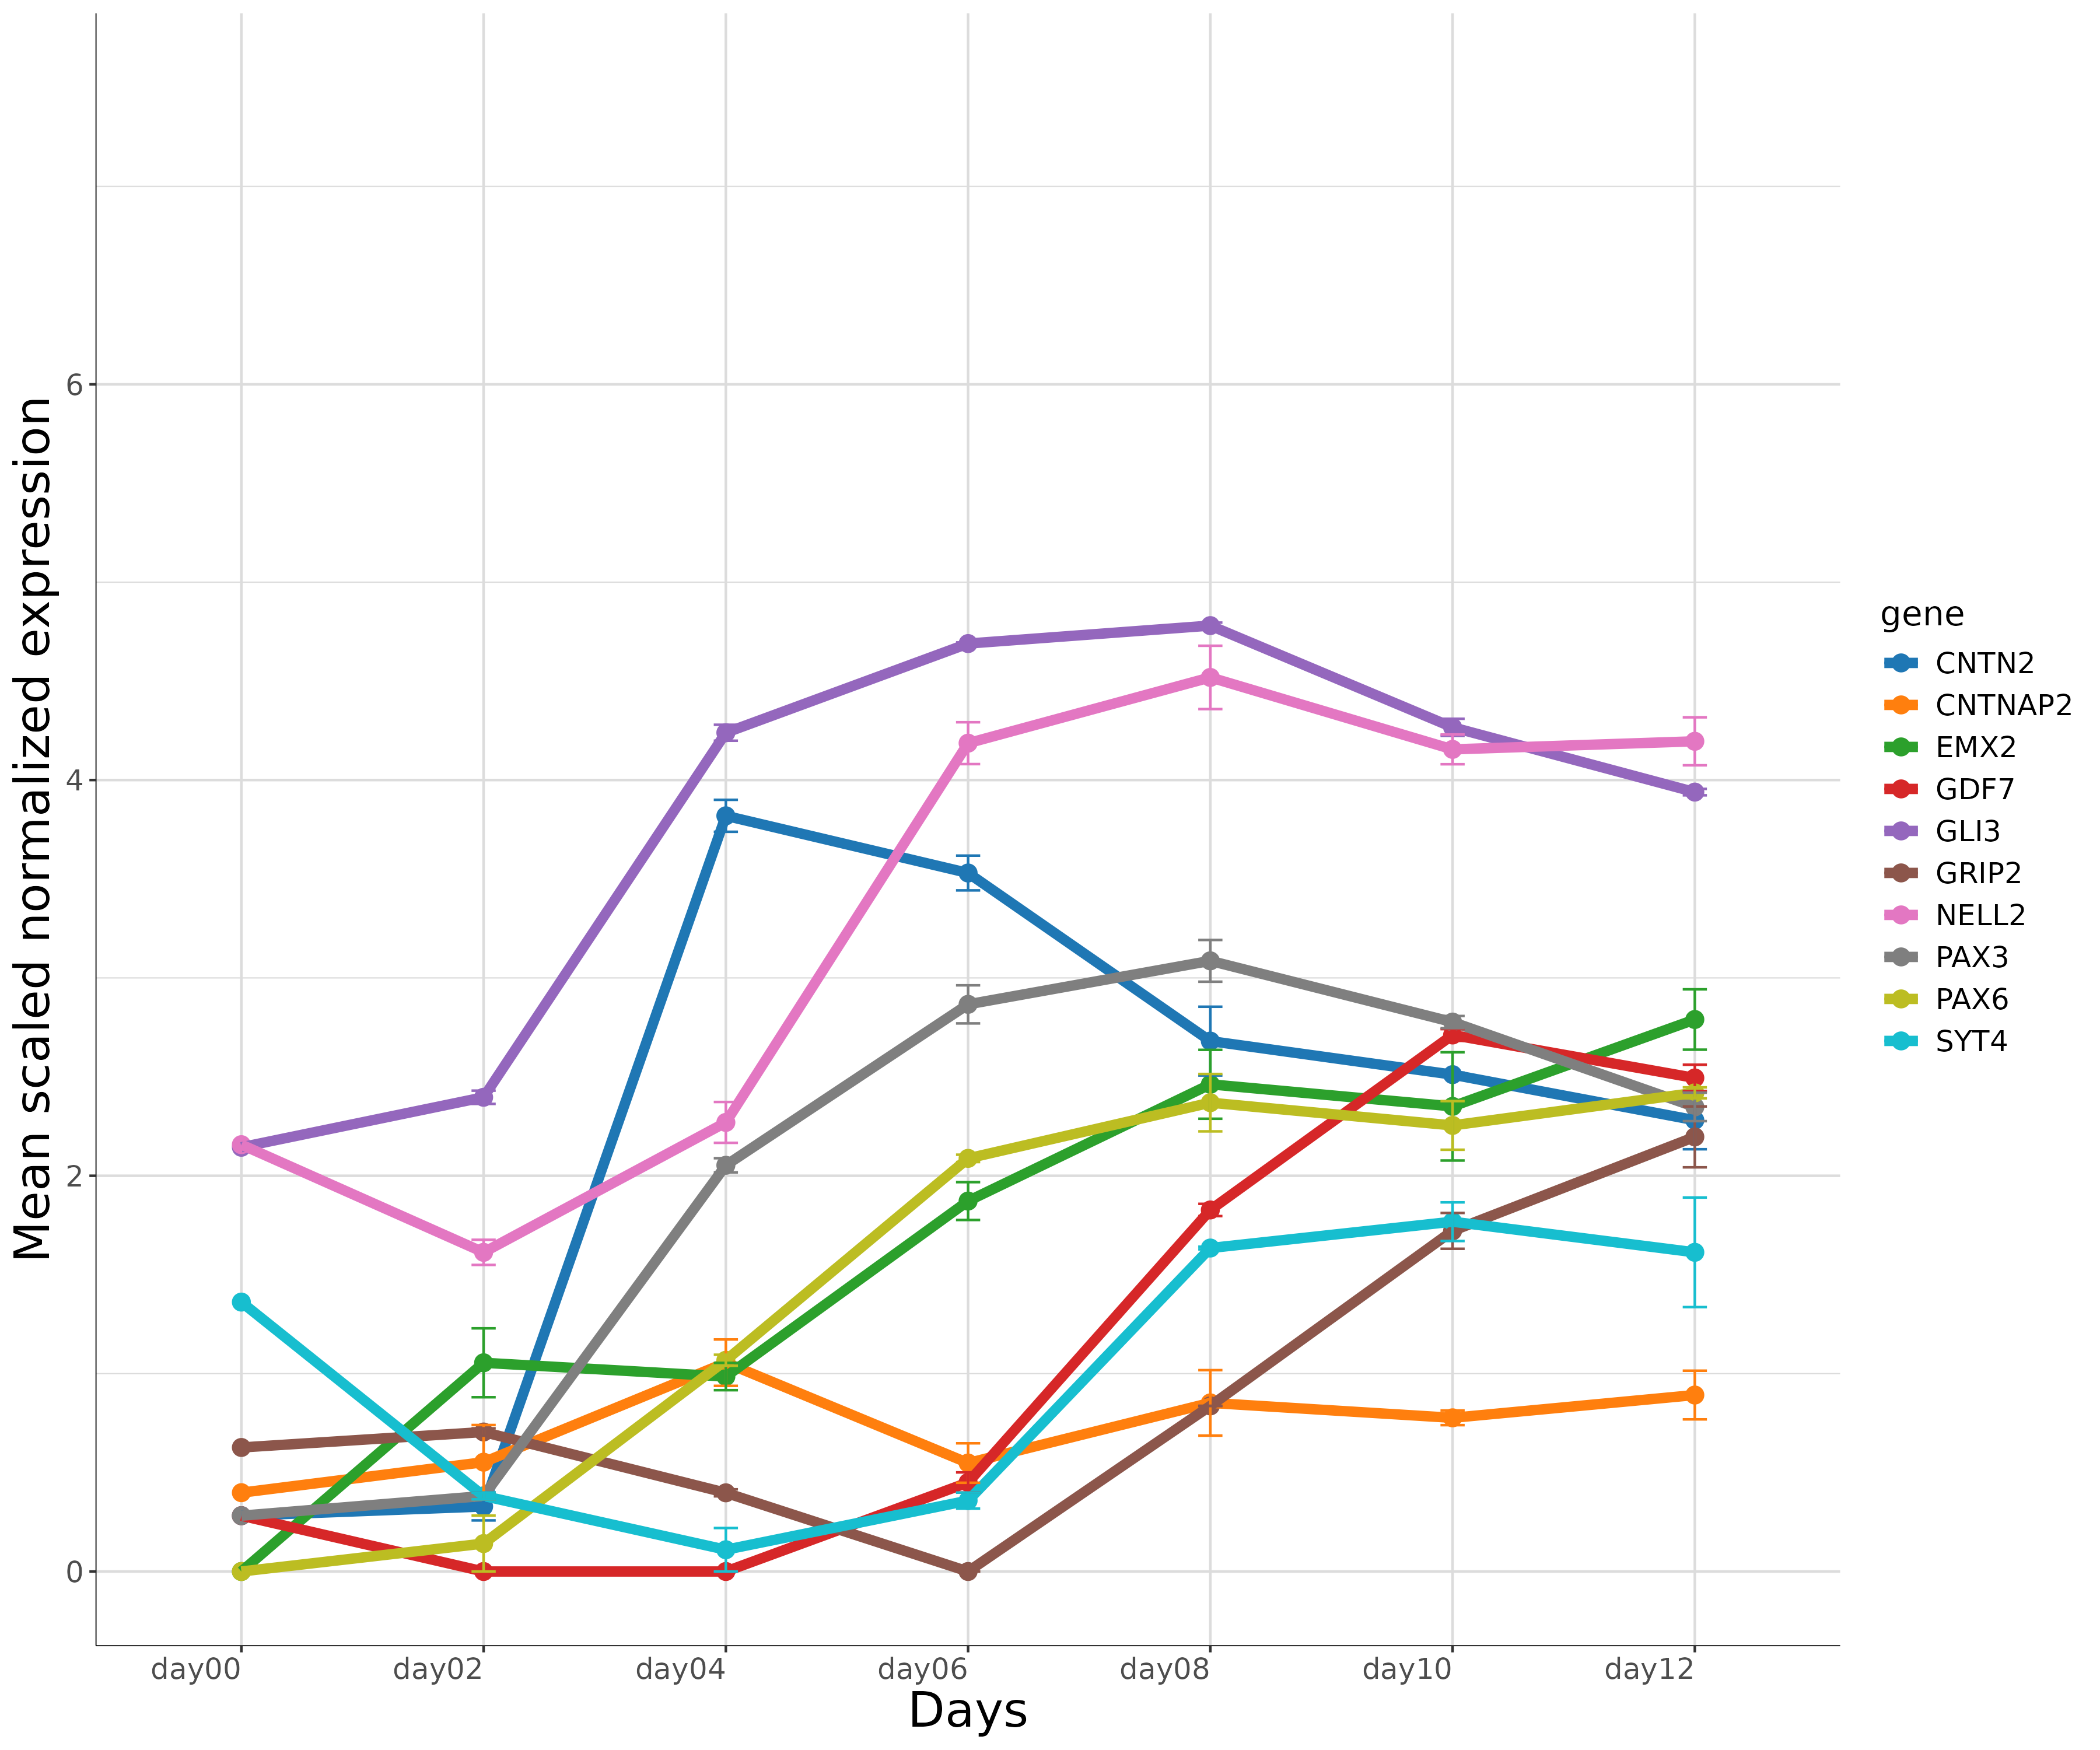 Mean scaled normalized expression
6
4
2
0
day00
day02
day04
day06
day08
day10
day12
Days
gene
CNTN2
CNTNAP2
EMX2
GDF7
GLI3
GRIP2
NELL2
PAX3
PAX6
SYT4